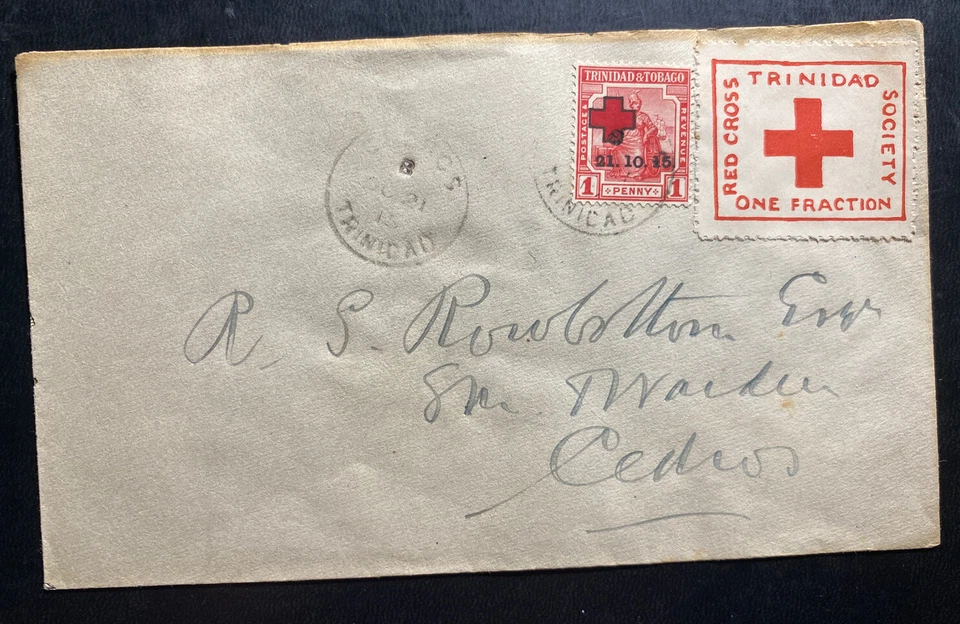 TRINIDAD & TOBAGO
POSTAGE & REVENUE
21.10.15.
1 PENNY 1
TRINIDAD
RED CROSS
SOCIETY
ONE FRACTION
TRINIDAD
TRINIDAD
R. S. Rowbottom Esqr
Warden
Cedros